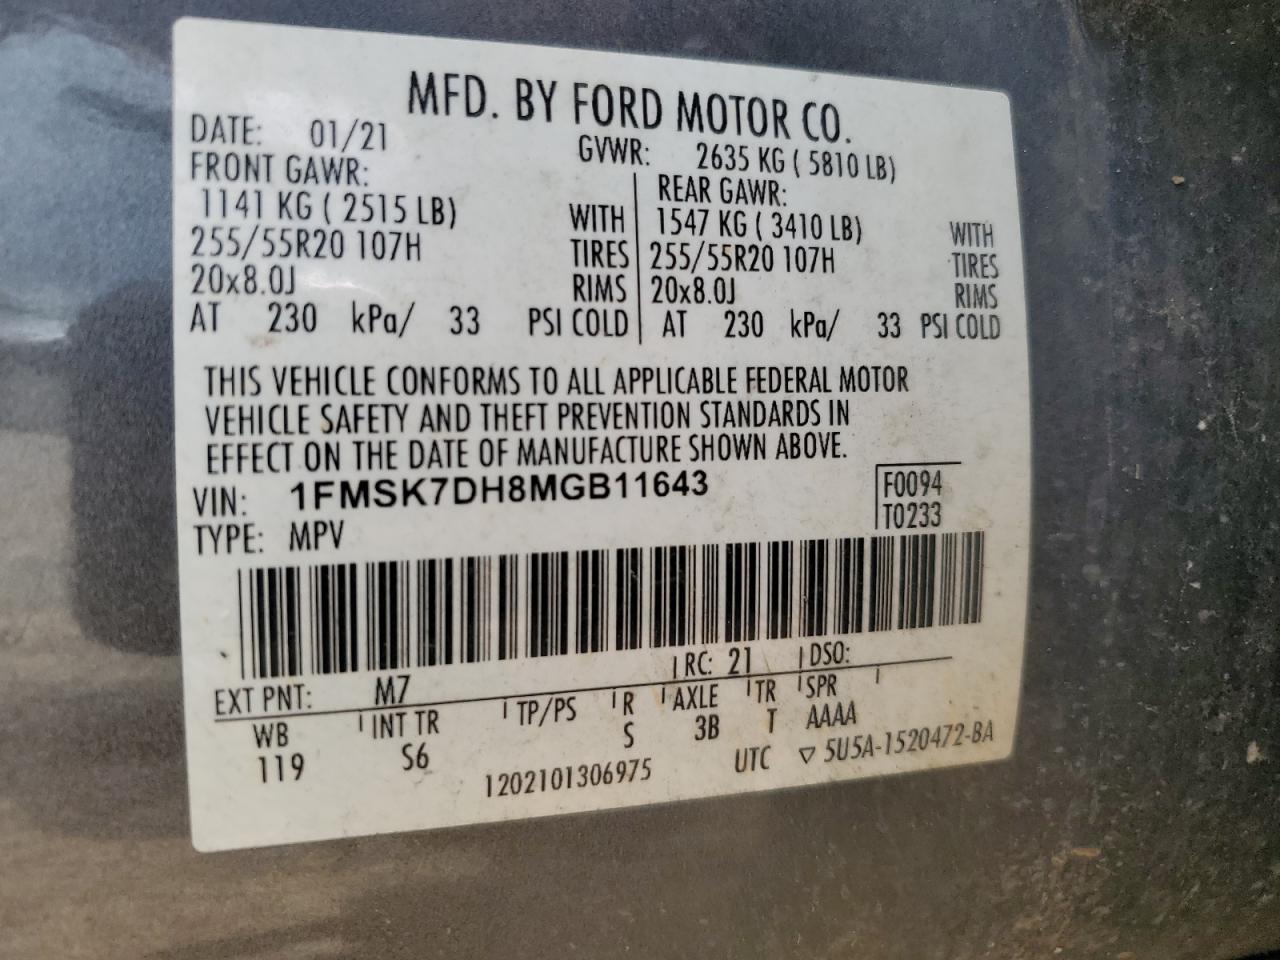 MFD. BY FORD MOTOR CO.
DATE: 01/21 GVWR: 2635 KG ( 5810 LB)
FRONT GAWR: REAR GAWR:
1141 KG ( 2515 LB) WITH 1547 KG ( 3410 LB) WITH
255/55R20 107H TIRES 255/55R20 107H TIRES
20x8.0J RIMS 20x8.0J RIMS
AT 230 kPa/ 33 PSI COLD AT 230 kPa/ 33 PSI COLD
THIS VEHICLE CONFORMS TO ALL APPLICABLE FEDERAL MOTOR
VEHICLE SAFETY AND THEFT PREVENTION STANDARDS IN
EFFECT ON THE DATE OF MANUFACTURE SHOWN ABOVE.
VIN: 1FMSK7DH8MGB11643 F0094
TYPE: MPV T0233
EXT PNT: M7 RC: 21 DSO:
WB INT TR TP/PS R AXLE TR SPR
119 S6 S 3B T AAAA
1202101306975 UTC ▽ 5U5A-1520472-BA